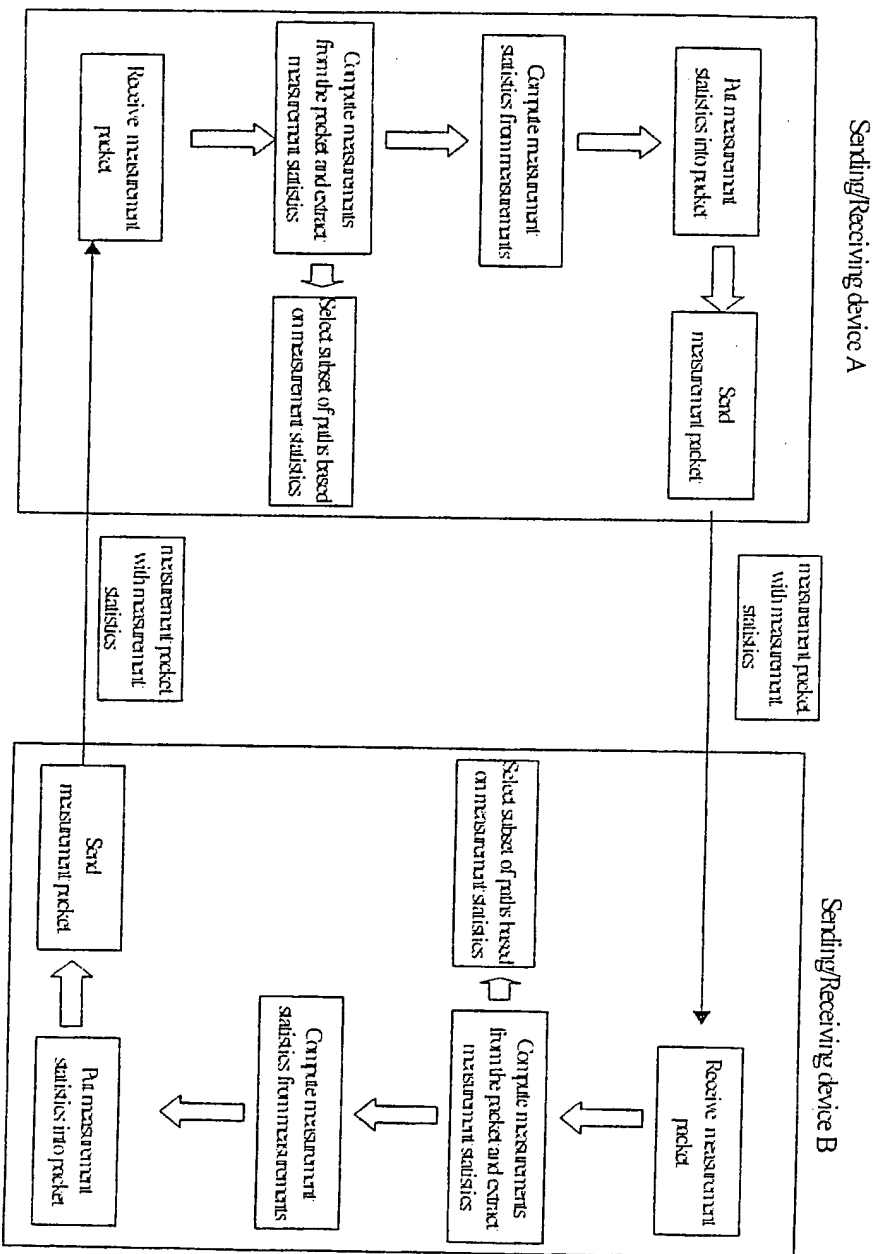 Sending/Receiving device A
Put measurement
statistics into packet
Send
measurement packet
Compute measurement
statistics from measurements
Compute measurements
from the packet and extract
measurement statistics
Select subset of paths based
on measurement statistics
Receive measurement
packet
measurement packet
with measurement
statistics
measurement packet
with measurement
statistics
Sending/Receiving device B
Receive measurement
packet
Compute measurements
from the packet and extract
measurement statistics
Select subset of paths based
on measurement statistics
Compute measurement
statistics from measurements
Put measurement
statistics into packet
Send
measurement packet